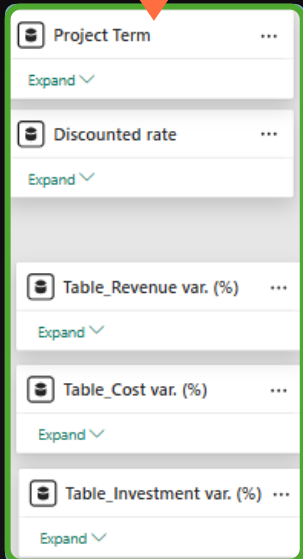 Project Term
Expand
Discounted rate
Expand
Table_Revenue var. (%)
Expand
Table_Cost var. (%)
Expand
Table_Investment var. (%)
Expand